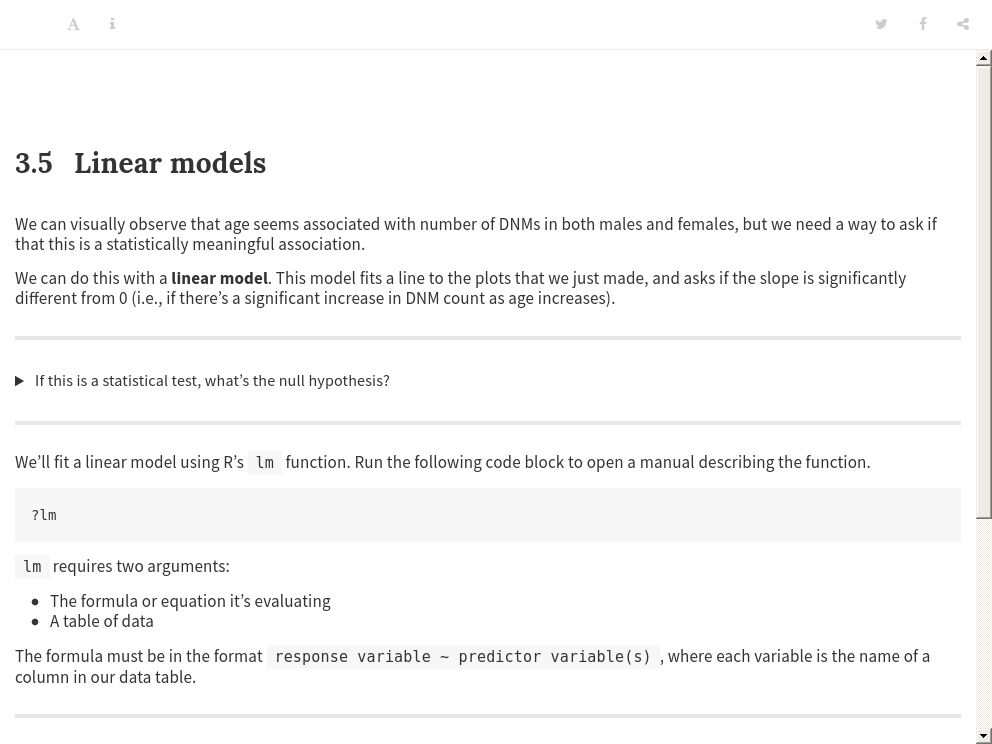 3.5 Linear models
We can visually observe that age seems associated with number of DNMs in both males and females, but we need a way to ask if
that this is a statistically meaningful association.
We can do this with a linear model. This model fits a line to the plots that we just made, and asks if the slope is significantly
different from 0 (i.e., if there’s a significant increase in DNM count as age increases).
If this is a statistical test, what’s the null hypothesis?
We’ll fit a linear model using R’s lm function. Run the following code block to open a manual describing the function.
?lm
lm requires two arguments:
• The formula or equation it’s evaluating
• A table of data
The formula must be in the format response variable ~ predictor variable(s) , where each variable is the name of a
column in our data table.